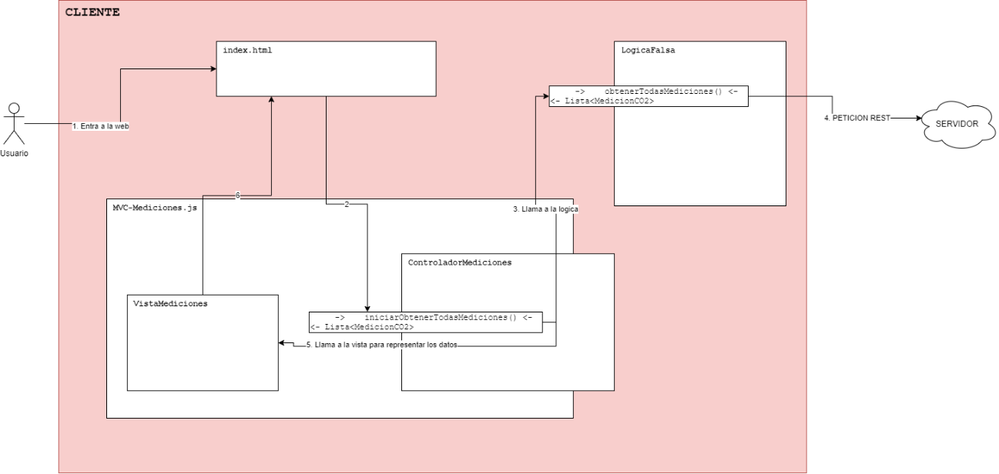 CLIENTE
index.html
LogicaFalsa
-> obtenerTodasMediciones() <-
<- Lista<MedicionCO2>
4. PETICION REST
SERVIDOR
1. Entra a la web
Usuario
6
2
3. Llama a la logica
MVC-Mediciones.js
ControladorMediciones
VistaMediciones
-> iniciarObtenerTodasMediciones() <-
<- Lista<MedicionCO2>
5. Llama a la vista para representar los datos